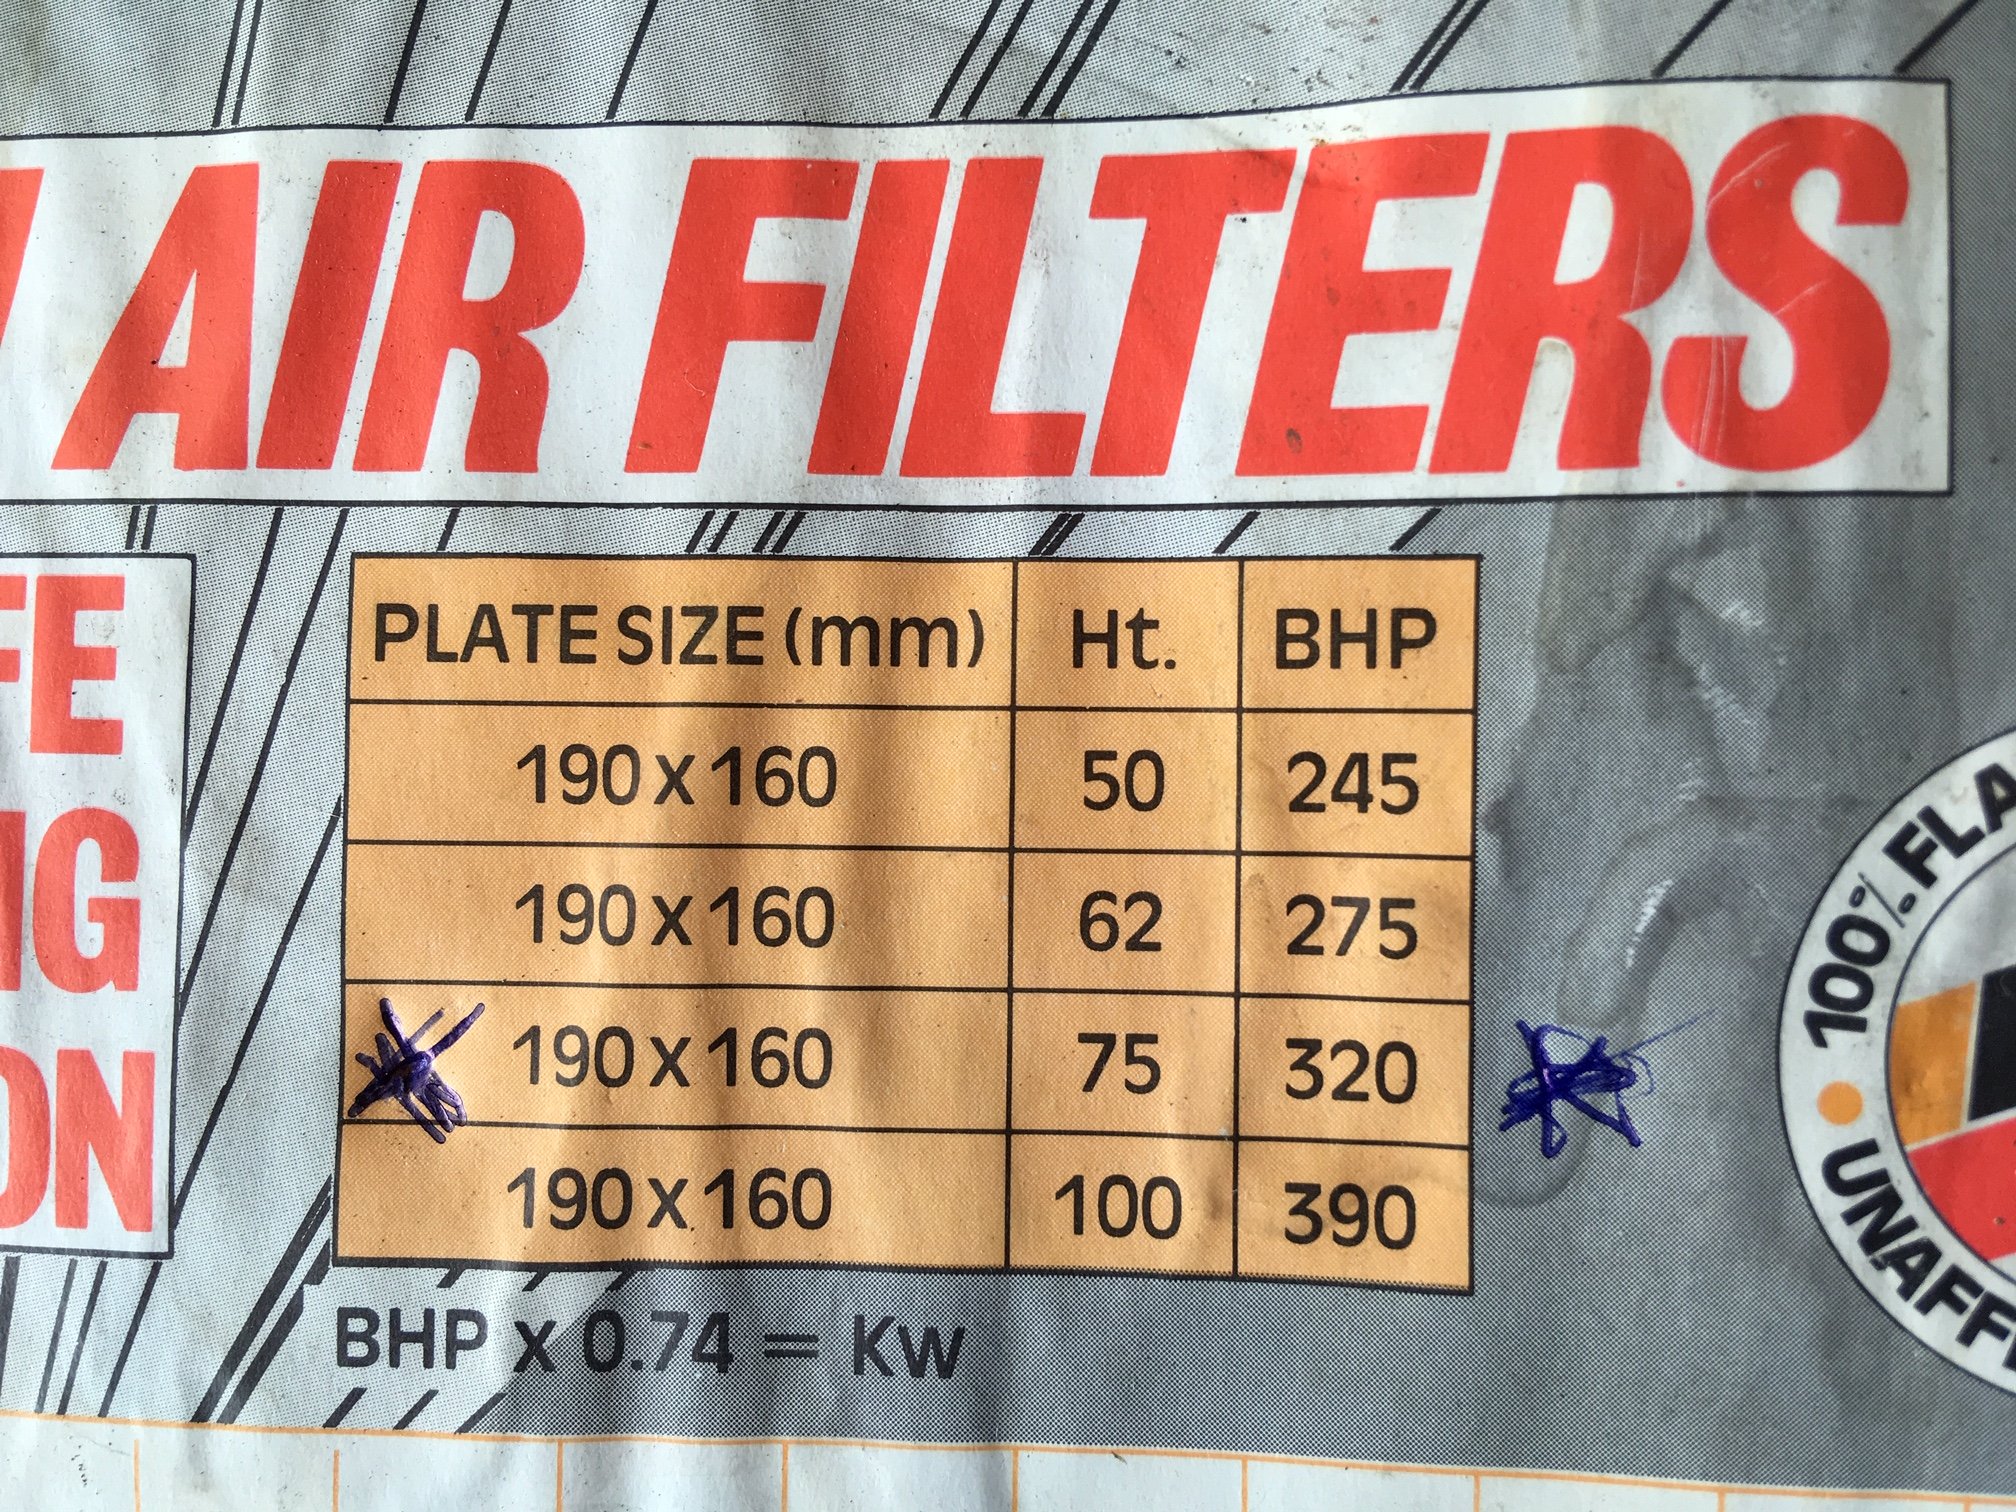 AIR FILTERS
FE
NG
ON
PLATE SIZE (mm) Ht. BHP
190 x 160 50 245
190 x 160 62 275
190 x 160 75 320
190 x 160 100 390
BHP x 0.74 = Kw
100% FLA
UNAFF